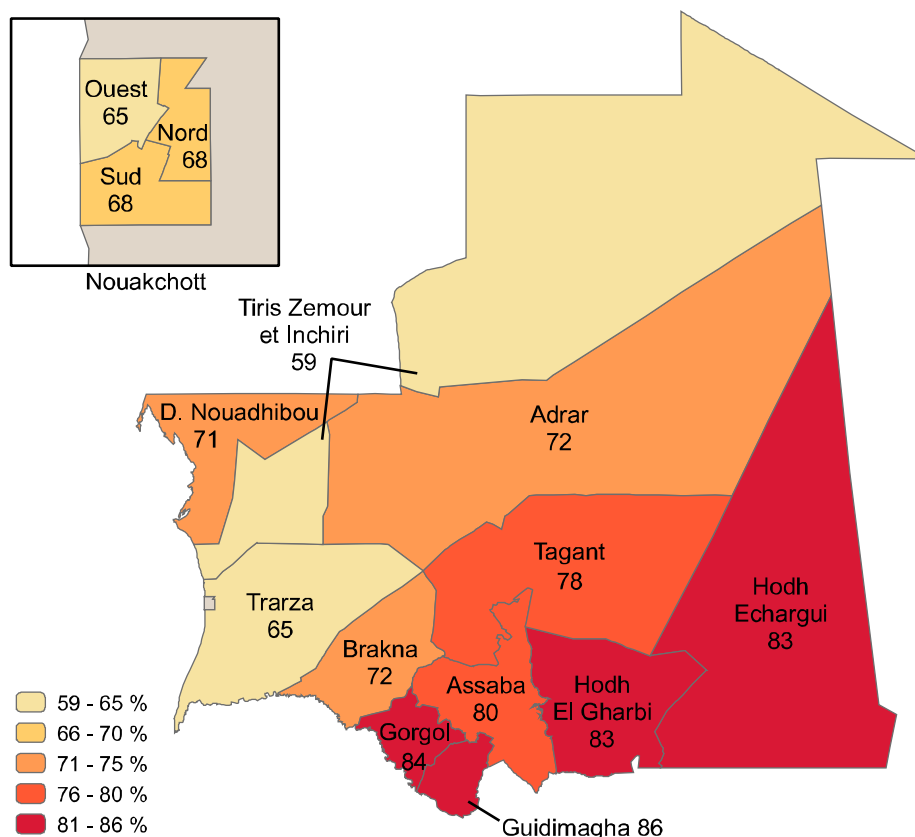 Ouest
65
Nord
68
Sud
68
Nouakchott
Tiris Zemour
et Inchiri
59
D. Nouadhibou
71
Adrar
72
Tagant
78
Hodh
Echargui
83
Trarza
65
Brakna
72
Assaba
80
Hodh
El Gharbi
83
Gorgol
84
Guidimagha 86
59 - 65 %
66 - 70 %
71 - 75 %
76 - 80 %
81 - 86 %